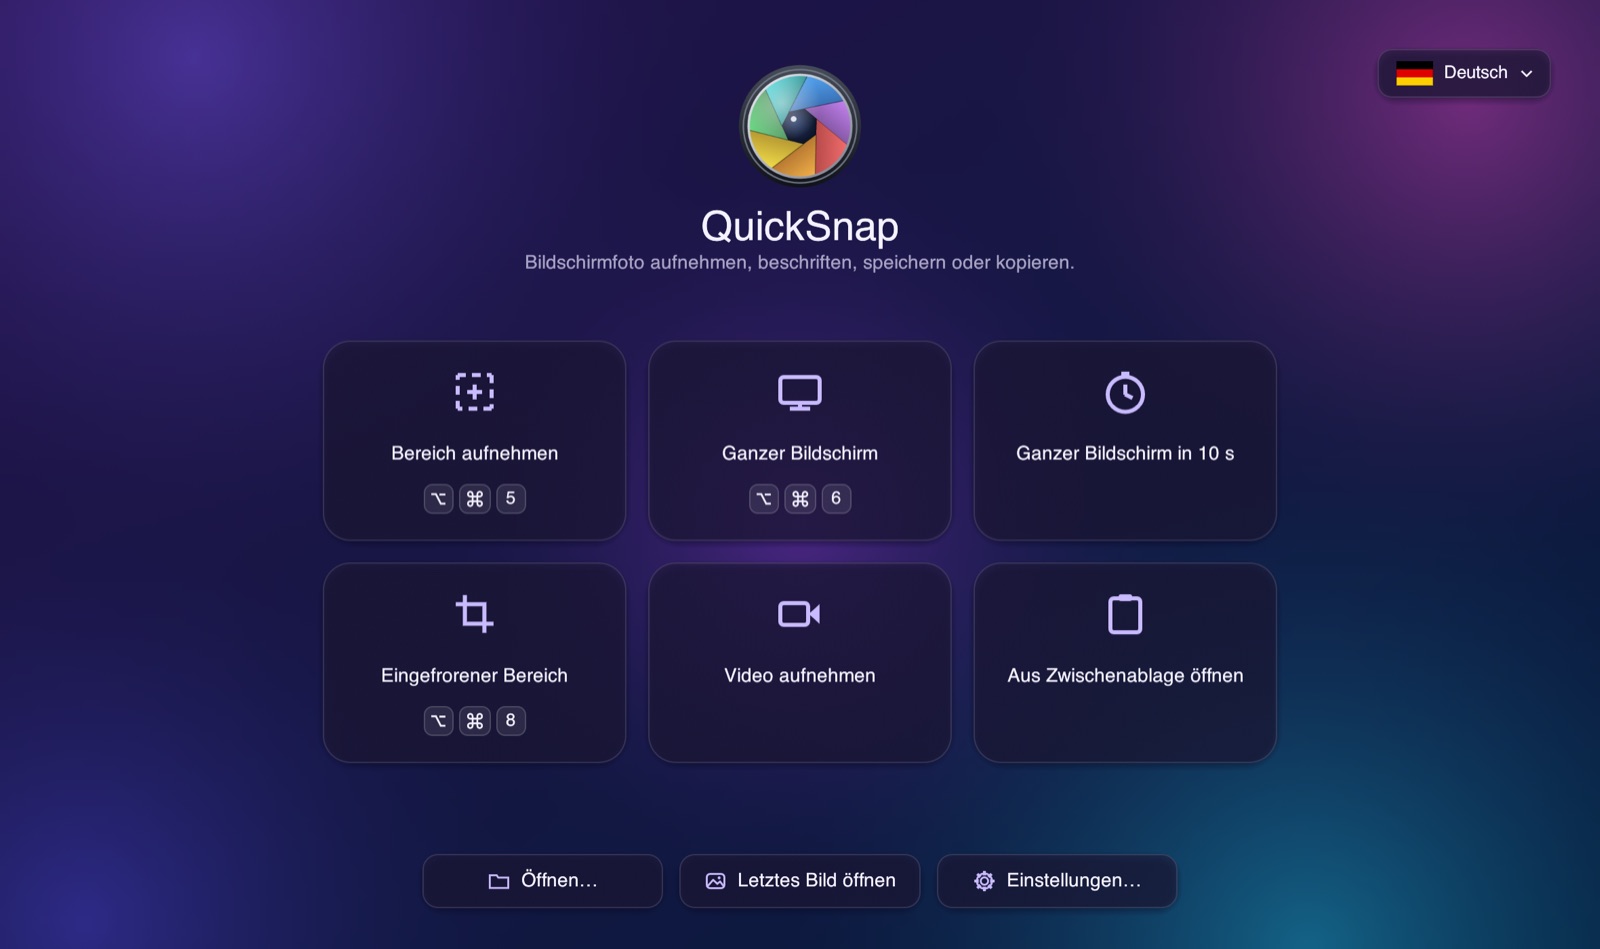 Deutsch
QuickSnap
Bildschirmfoto aufnehmen, beschriften, speichern oder kopieren.
Bereich aufnehmen
⌥ ⌘ 5
Ganzer Bildschirm
⌥ ⌘ 6
Ganzer Bildschirm in 10 s
Eingefrorener Bereich
⌥ ⌘ 8
Video aufnehmen
Aus Zwischenablage öffnen
Öffnen…
Letztes Bild öffnen
Einstellungen…